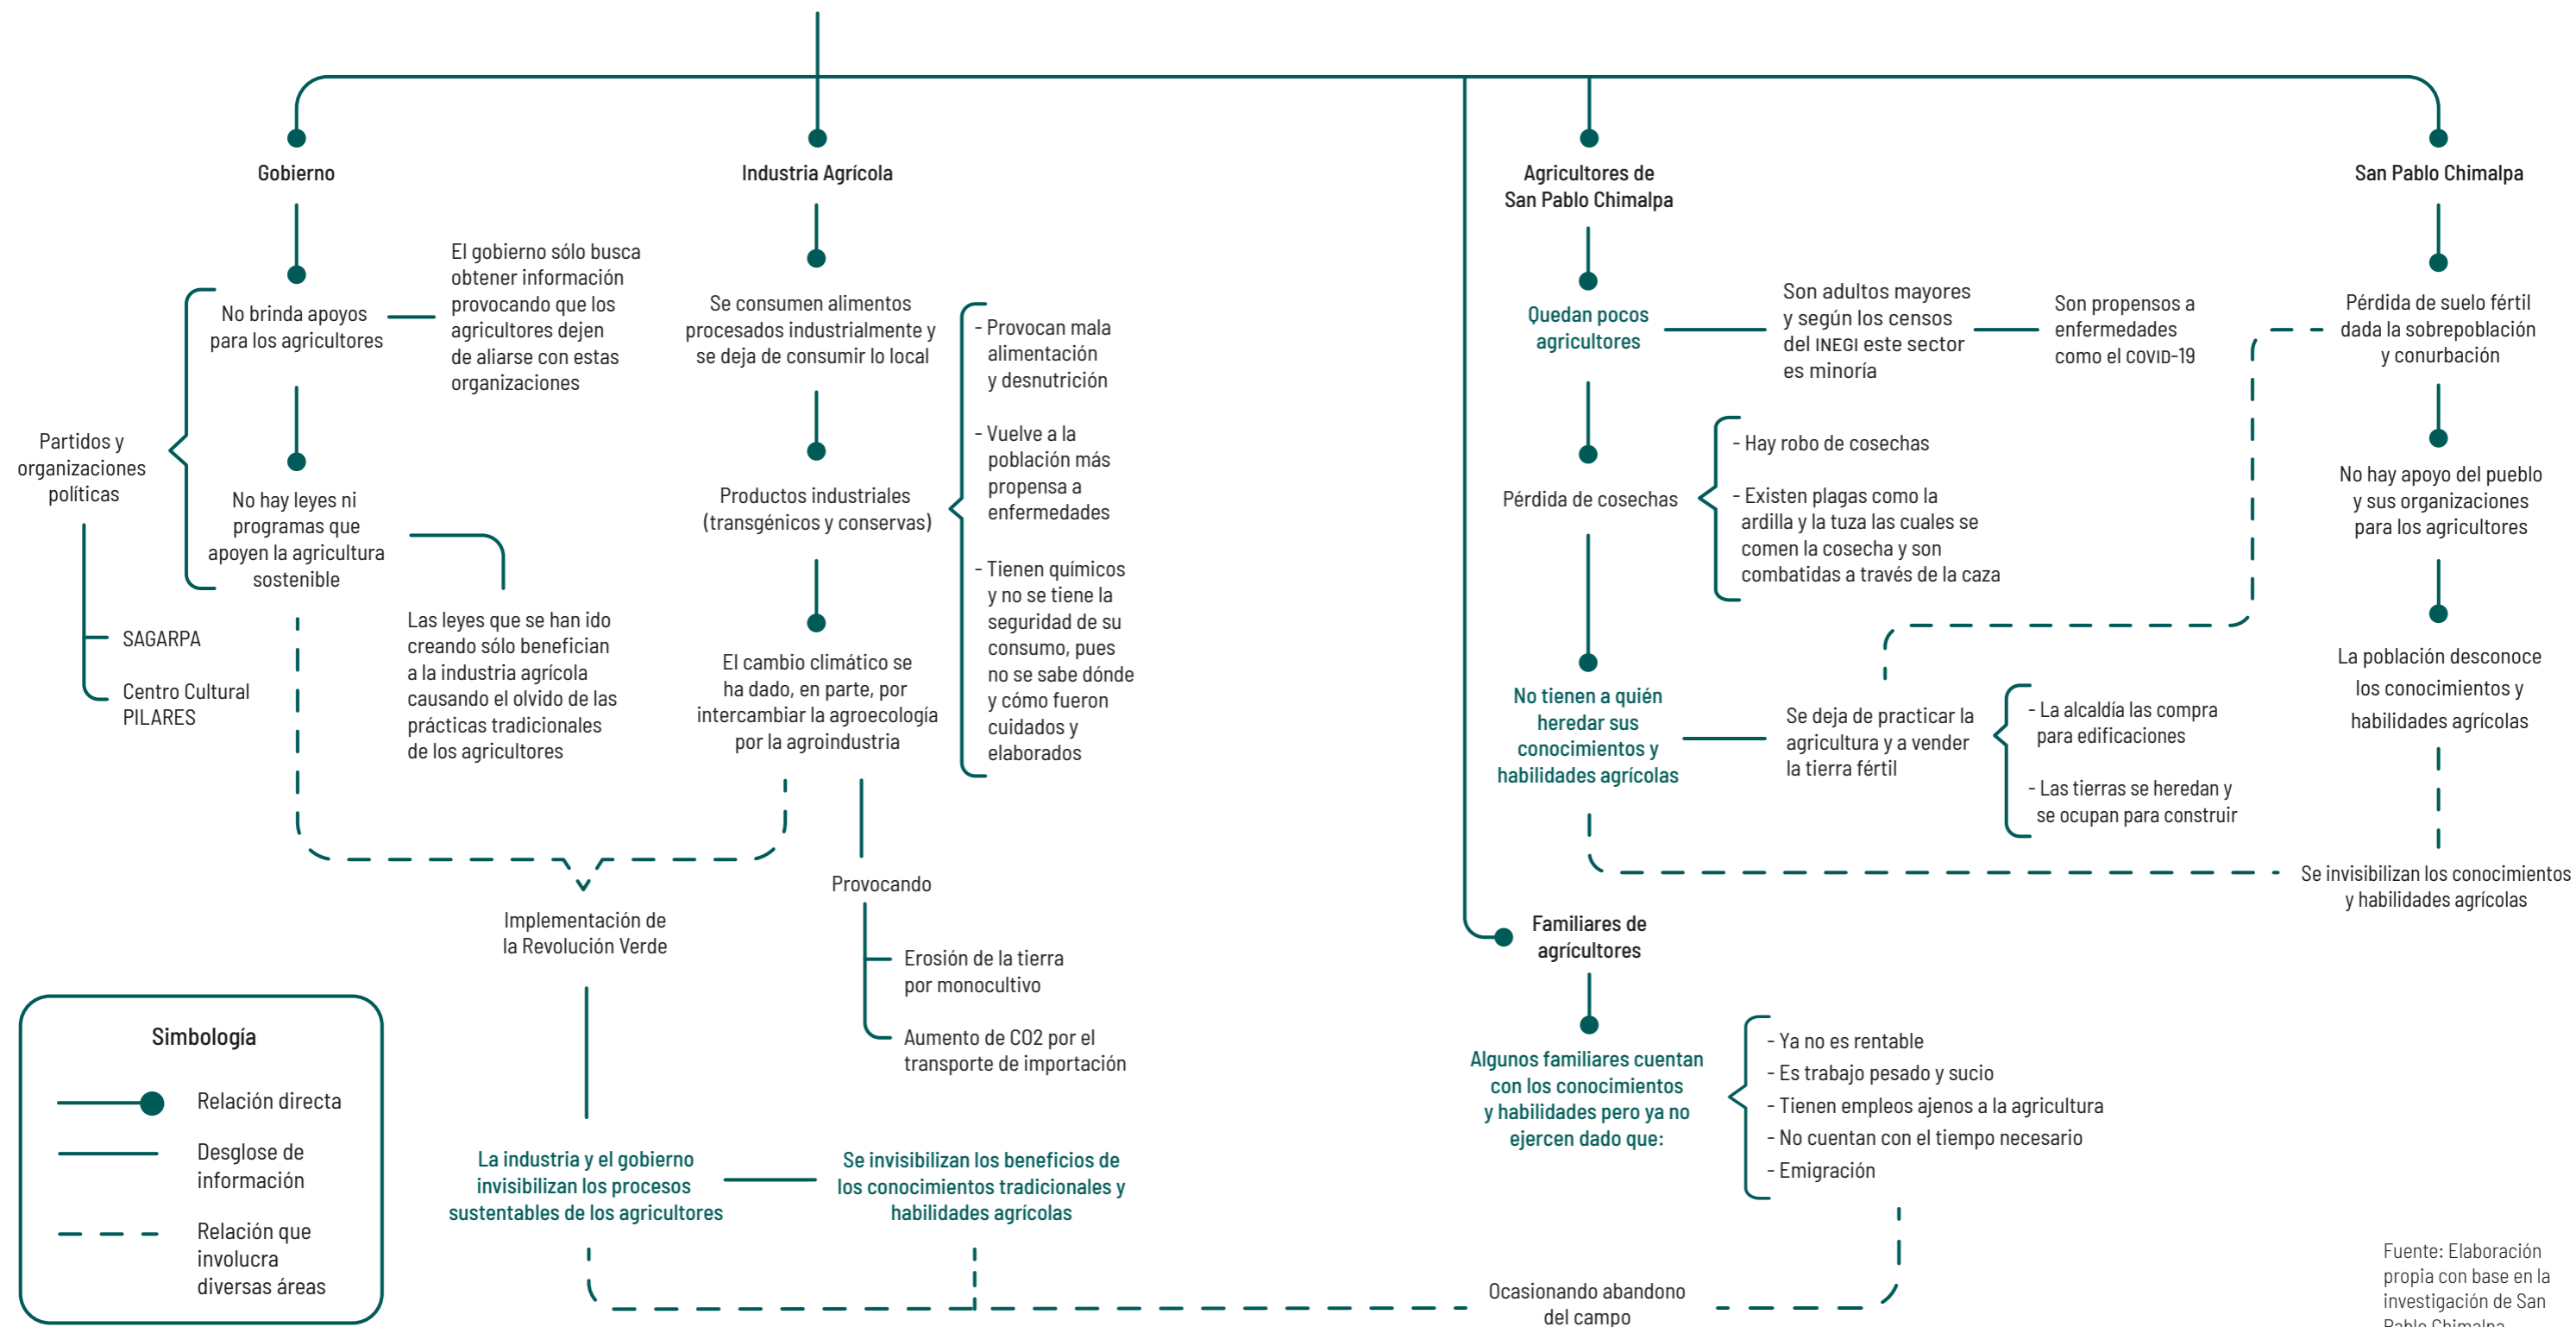 Gobierno
No brinda apoyos
para los agricultores
El gobierno sólo busca
obtener información
provocando que los
agricultores dejen
de aliarse con estas
organizaciones
Partidos y
organizaciones
políticas
SAGARPA
Centro Cultural
PILARES
No hay leyes ni
programas que
apoyen la agricultura
sostenible
Las leyes que se han ido
creando sólo benefician
a la industria agrícola
causando el olvido de las
prácticas tradicionales
de los agricultores
Industria Agrícola
Se consumen alimentos
procesados industrialmente y
se deja de consumir lo local
Productos industriales
(transgénicos y conservas)
- Provocan mala
alimentación
y desnutrición
- Vuelve a la
población más
propensa a
enfermedades
- Tienen químicos
y no se tiene la
seguridad de su
consumo, pues
no se sabe dónde
y cómo fueron
cuidados y
elaborados
El cambio climático se
ha dado, en parte, por
intercambiar la agroecología
por la agroindustria
Provocando
Erosión de la tierra
por monocultivo
Aumento de CO2 por el
transporte de importación
Implementación de
la Revolución Verde
La industria y el gobierno
invisibilizan los procesos
sustentables de los agricultores
Se invisibilizan los beneficios de
los conocimientos tradicionales y
habilidades agrícolas
Agricultores de
San Pablo Chimalpa
Quedan pocos
agricultores
Son adultos mayores
y según los censos
del INEGI este sector
es minoría
Son propensos a
enfermedades
como el COVID-19
Pérdida de cosechas
- Hay robo de cosechas
- Existen plagas como la
ardilla y la tuza las cuales se
comen la cosecha y son
combatidas a través de la caza
No tienen a quién
heredar sus
conocimientos y
habilidades agrícolas
Se deja de practicar la
agricultura y a vender
la tierra fértil
- La alcaldía las compra
para edificaciones
- Las tierras se heredan y
se ocupan para construir
San Pablo Chimalpa
Pérdida de suelo fértil
dada la sobrepoblación
y conurbación
No hay apoyo del pueblo
y sus organizaciones
para los agricultores
La población desconoce
los conocimientos y
habilidades agrícolas
Se invisibilizan los conocimientos
y habilidades agrícolas
Familiares de
agrícultores
Algunos familiares cuentan
con los conocimientos
y habilidades pero ya no
ejercen dado que:
- Ya no es rentable
- Es trabajo pesado y sucio
- Tienen empleos ajenos a la agricultura
- No cuentan con el tiempo necesario
- Emigración
Ocasionando abandono
del campo
Simbología
Relación directa
Desglose de
información
Relación que
involucra
diversas áreas
Fuente: Elaboración
propia con base en la
investigación de San
Pablo Chimalpa